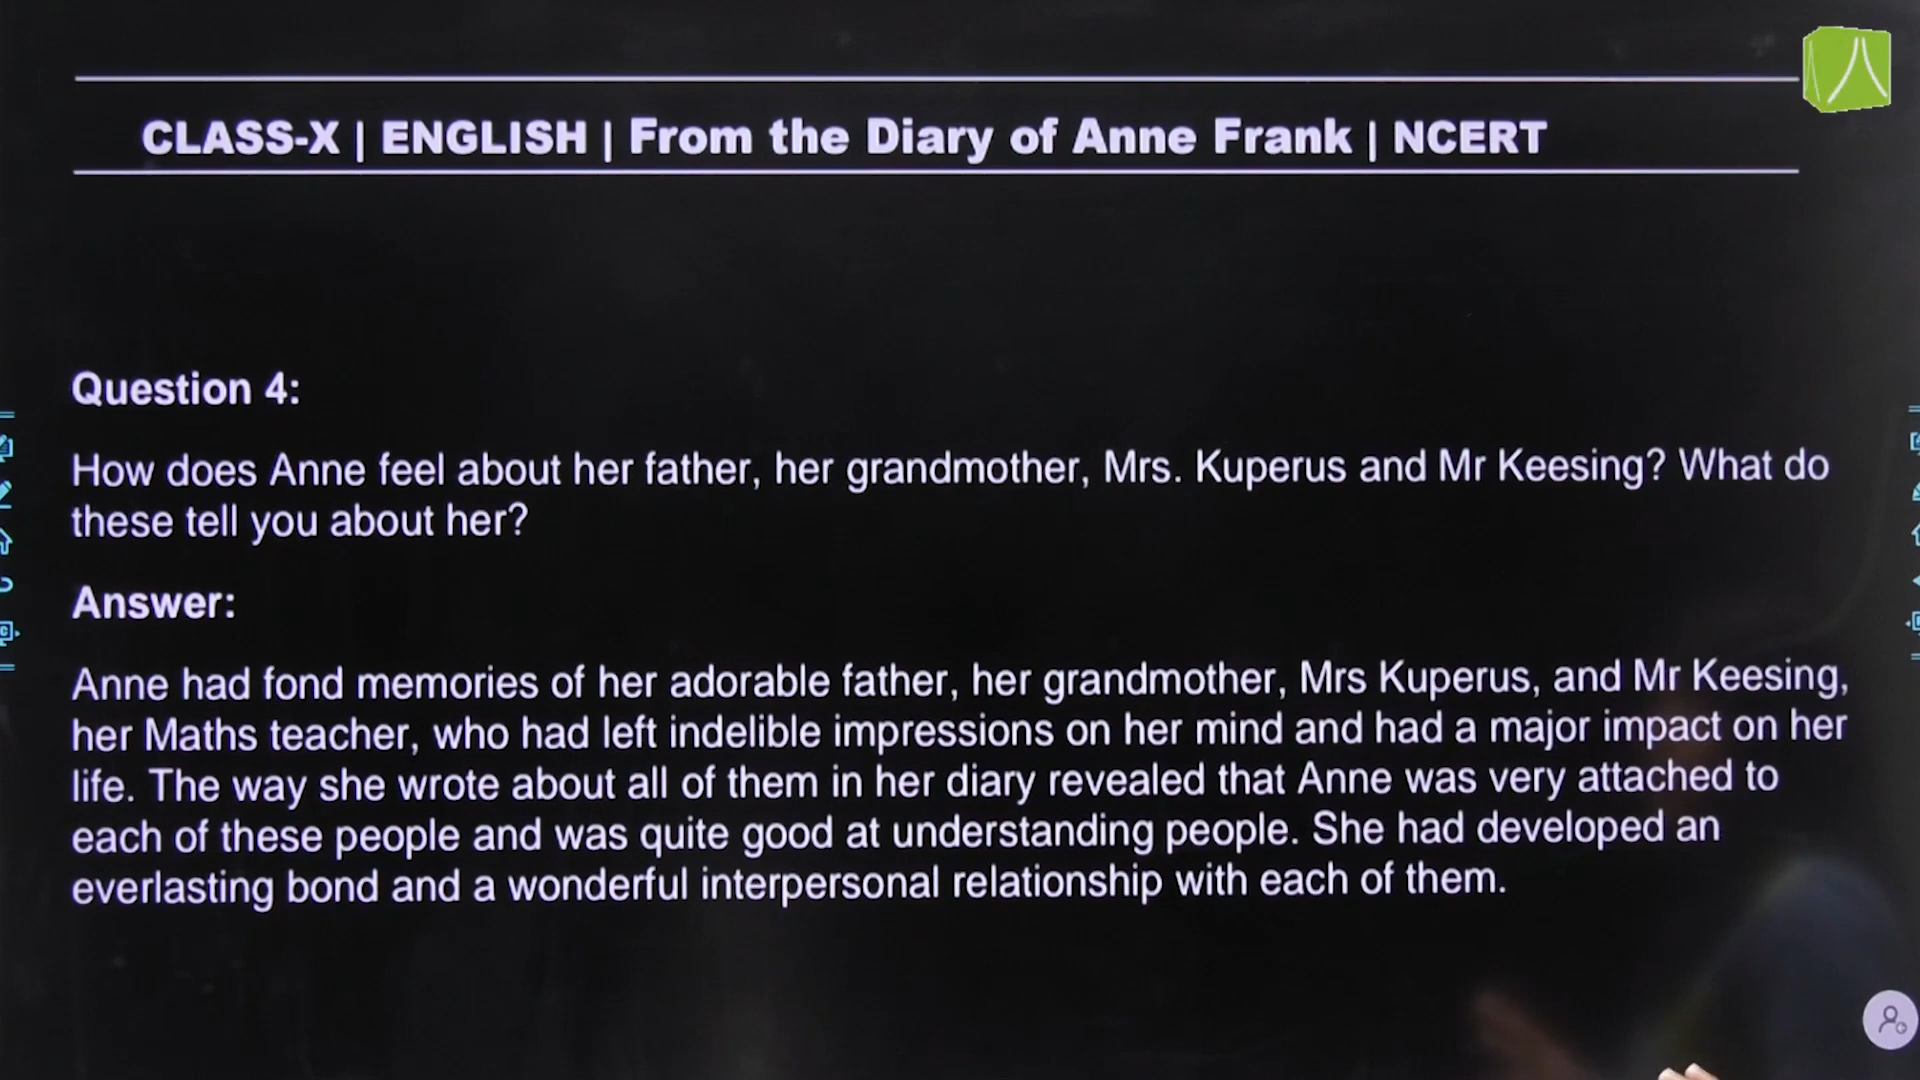 CLASS-X | ENGLISH | From the Diary of Anne Frank | NCERT
Question 4:
How does Anne feel about her father, her grandmother, Mrs. Kuperus and Mr Keesing? What do
these tell you about her?
Answer:
Anne had fond memories of her adorable father, her grandmother, Mrs Kuperus, and Mr Keesing,
her Maths teacher, who had left indelible impressions on her mind and had a major impact on her
life. The way she wrote about all of them in her diary revealed that Anne was very attached to
each of these people and was quite good at understanding people. She had developed an
everlasting bond and a wonderful interpersonal relationship with each of them.